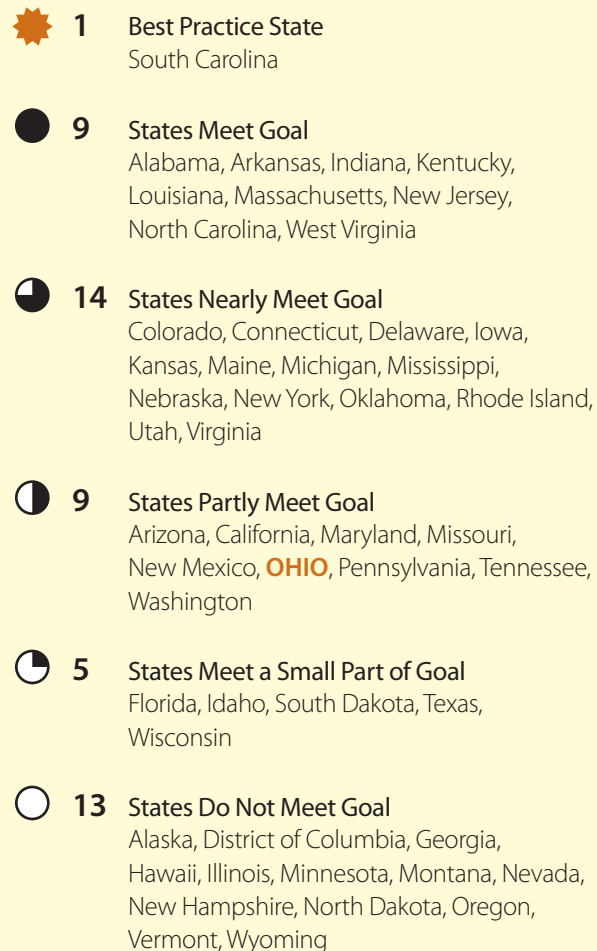 1 Best Practice State
South Carolina
9 States Meet Goal
Alabama, Arkansas, Indiana, Kentucky,
Louisiana, Massachusetts, New Jersey,
North Carolina, West Virginia
14 States Nearly Meet Goal
Colorado, Connecticut, Delaware, Iowa,
Kansas, Maine, Michigan, Mississippi,
Nebraska, New York, Oklahoma, Rhode Island,
Utah, Virginia
9 States Partly Meet Goal
Arizona, California, Maryland, Missouri,
New Mexico, OHIO, Pennsylvania, Tennessee,
Washington
5 States Meet a Small Part of Goal
Florida, Idaho, South Dakota, Texas,
Wisconsin
13 States Do Not Meet Goal
Alaska, District of Columbia, Georgia,
Hawaii, Illinois, Minnesota, Montana, Nevada,
New Hampshire, North Dakota, Oregon,
Vermont, Wyoming